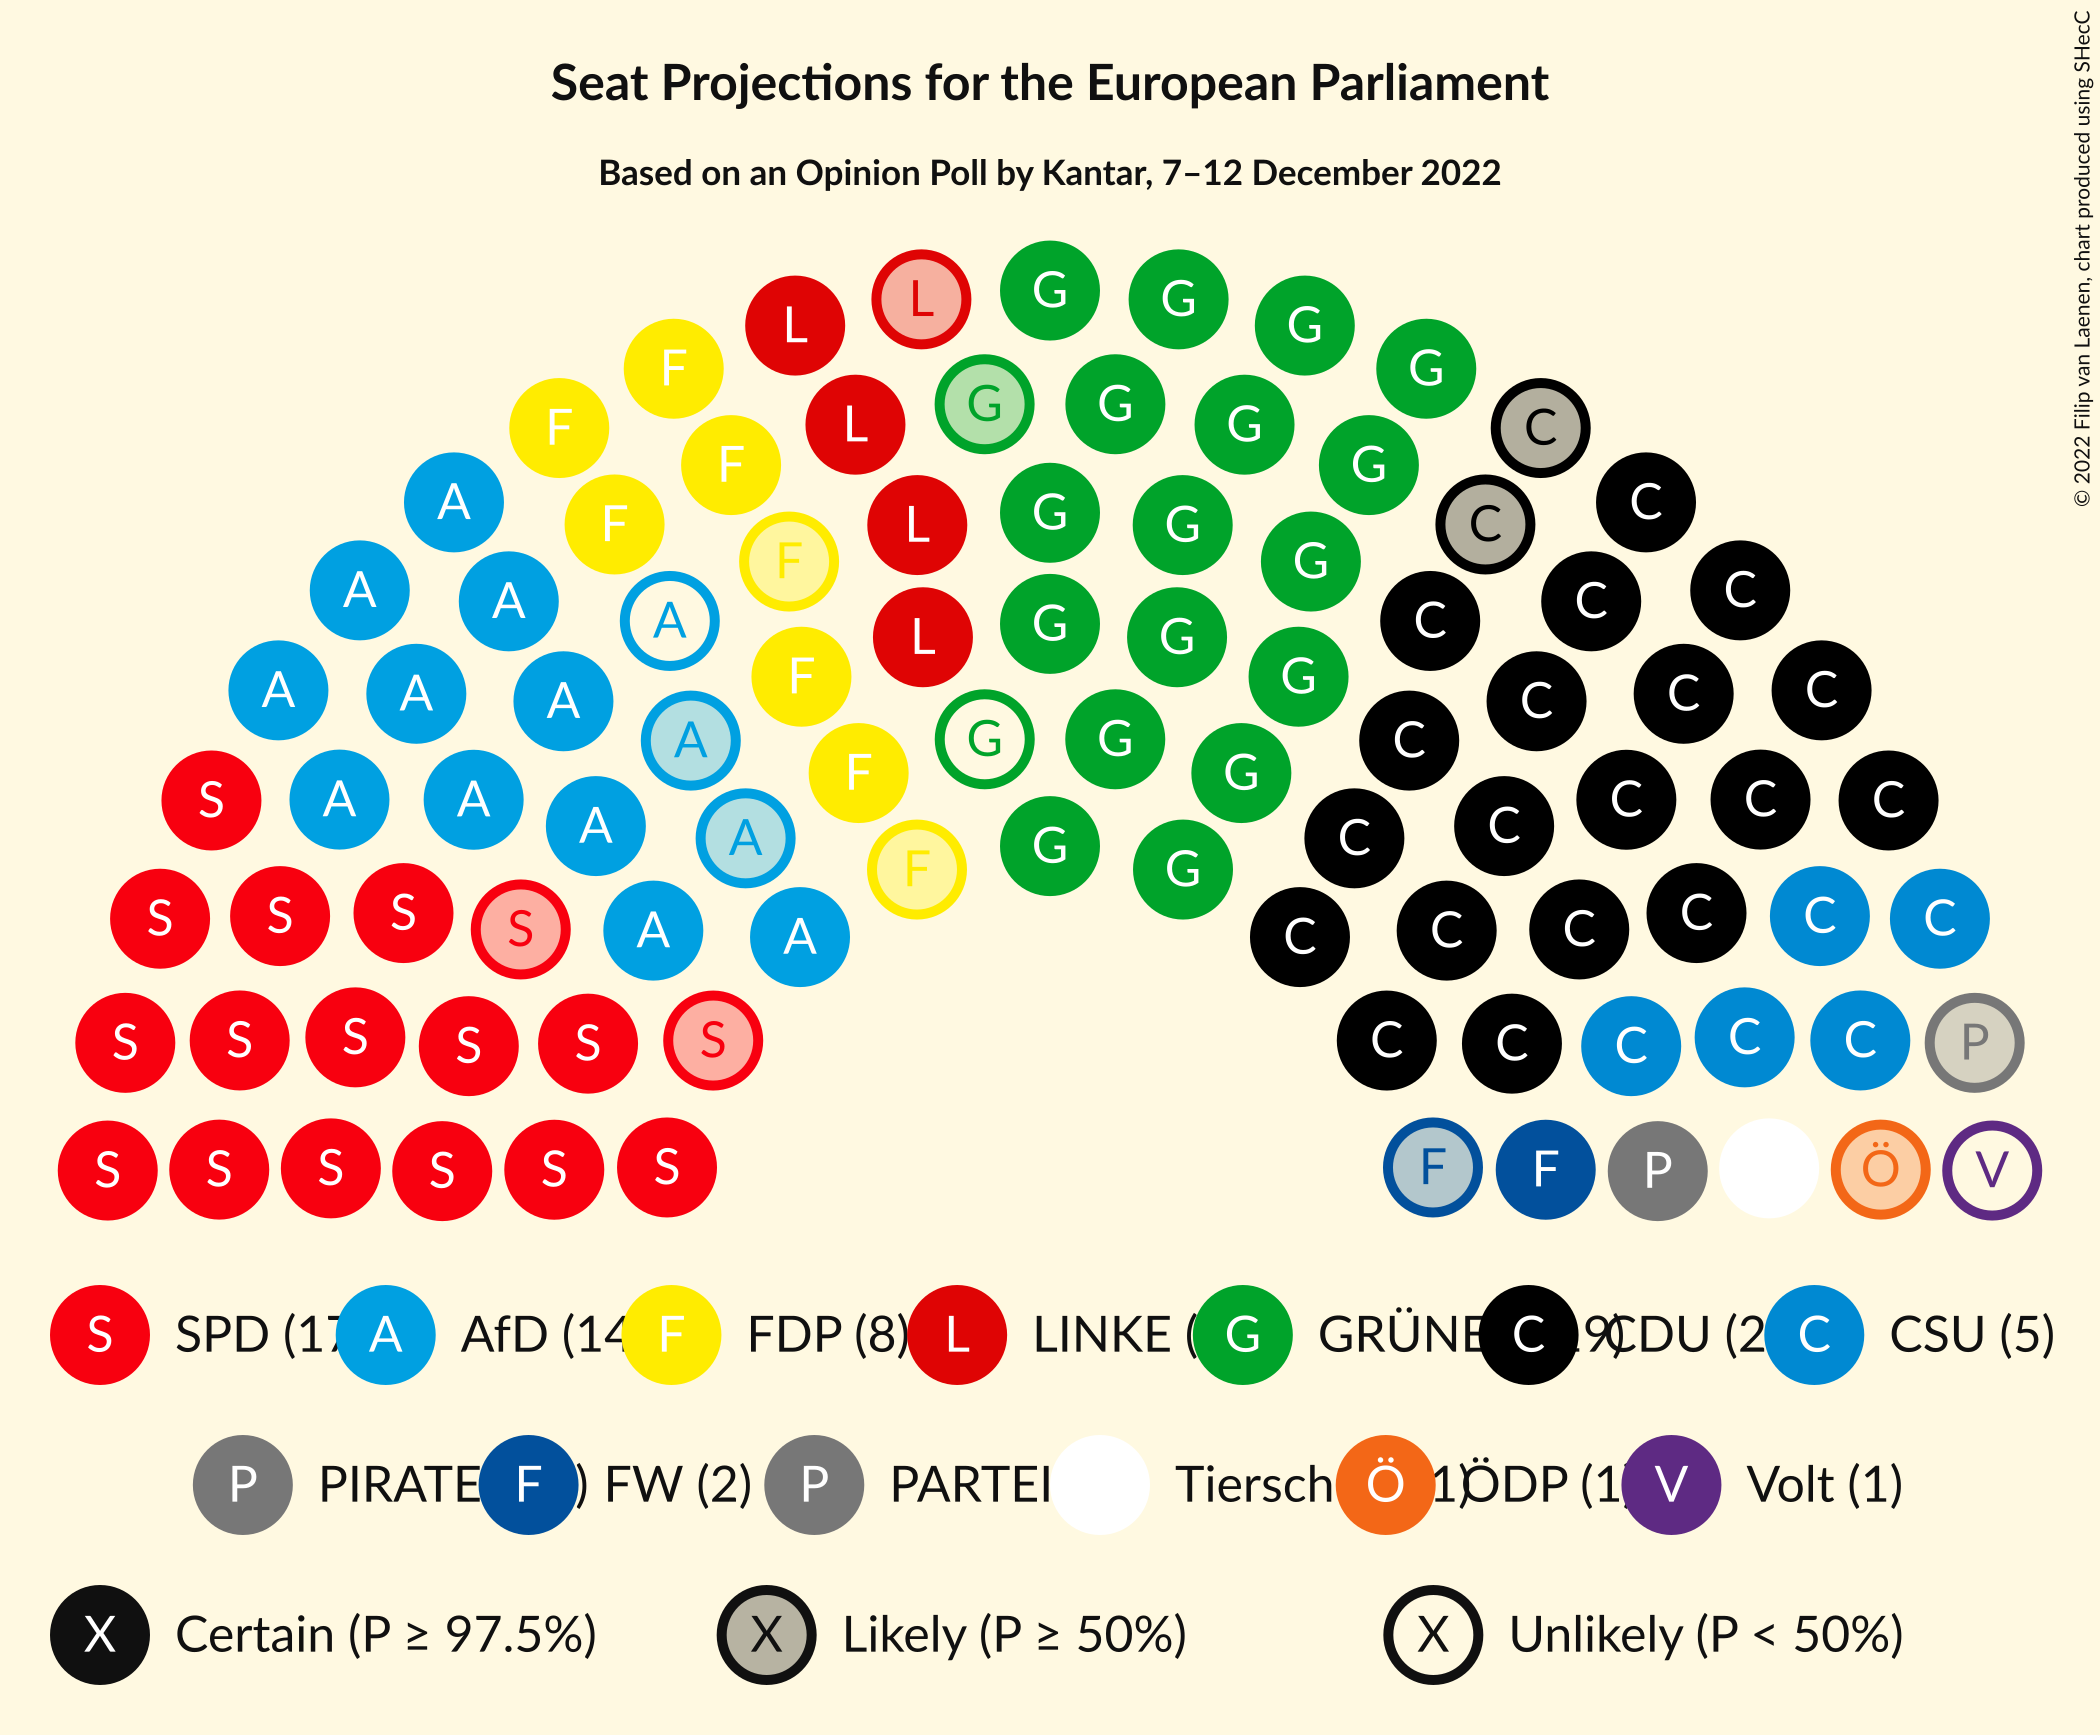 Seat Projections for the European Parliament
Based on an Opinion Poll by Kantar, 7–12 December 2022
© 2022 Filip van Laenen, chart produced using SHecC
L G G G
L G
F G G G
F L G C
F G
A F C C
F L G G
A A F G C C
A L G G C
F G
A A A G C C C
A A C C
F G G G
S A A A A G C C C C C
A F G G C
S S S S A A C C C C C C
S S S S S S C C C C C P
S S S S S S F F P Ö V
S SPD (17 A AfD (14 F FDP (8) L LINKE ( G GRÜNE C 9) CDU (2 C CSU (5)
P PIRATE F ) FW (2) P PARTEI Tiersch Ö 1) ÖDP (1) V Volt (1)
X Certain (P ≥ 97.5%) X Likely (P ≥ 50%) X Unlikely (P < 50%)